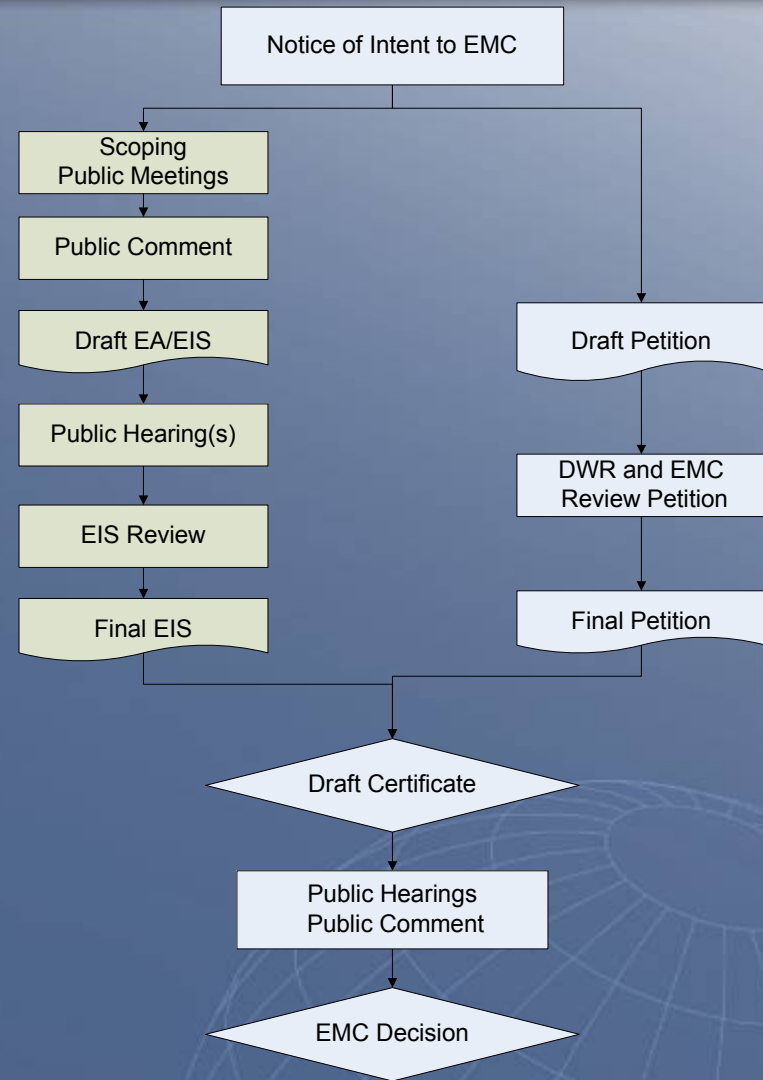 Notice of Intent to EMC
Scoping
Public Meetings
Public Comment
Draft EA/EIS
Public Hearing(s)
EIS Review
Final EIS
Draft Petition
DWR and EMC
Review Petition
Final Petition
Draft Certificate
Public Hearings
Public Comment
EMC Decision